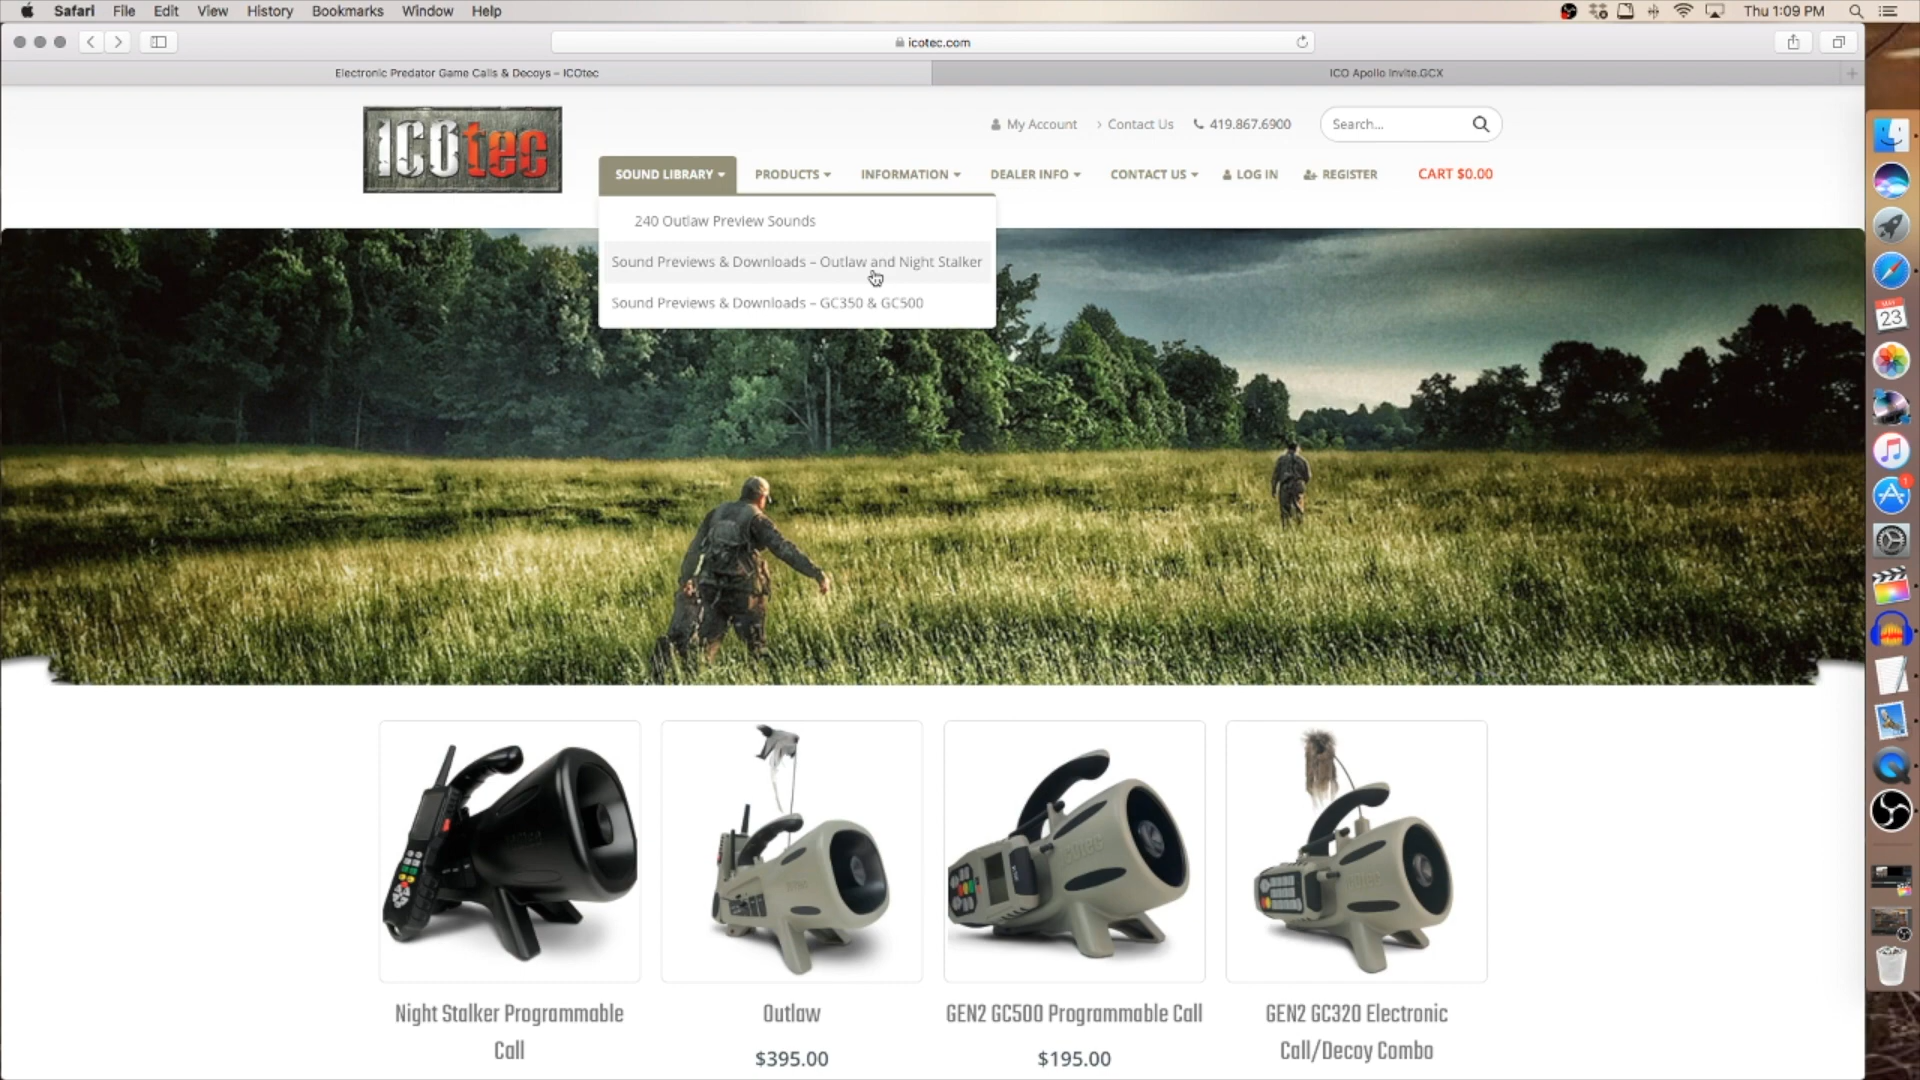 Safari File Edit View History Bookmarks Window Help
Thu 1:09 PM
icotec.com
Electronic Predator Game Calls & Decoys – ICOtec
ICO Apollo Invite.GCX
ICOtec
My Account
Contact Us
419.867.6900
Search...
SOUND LIBRARY
PRODUCTS
INFORMATION
DEALER INFO
CONTACT US
LOG IN
REGISTER
CART $0.00
240 Outlaw Preview Sounds
Sound Previews & Downloads – Outlaw and Night Stalker
Sound Previews & Downloads – GC350 & GC500
MAY
23
1
Night Stalker Programmable
Call
Outlaw
$395.00
GEN2 GC500 Programmable Call
$195.00
GEN2 GC320 Electronic
Call/Decoy Combo